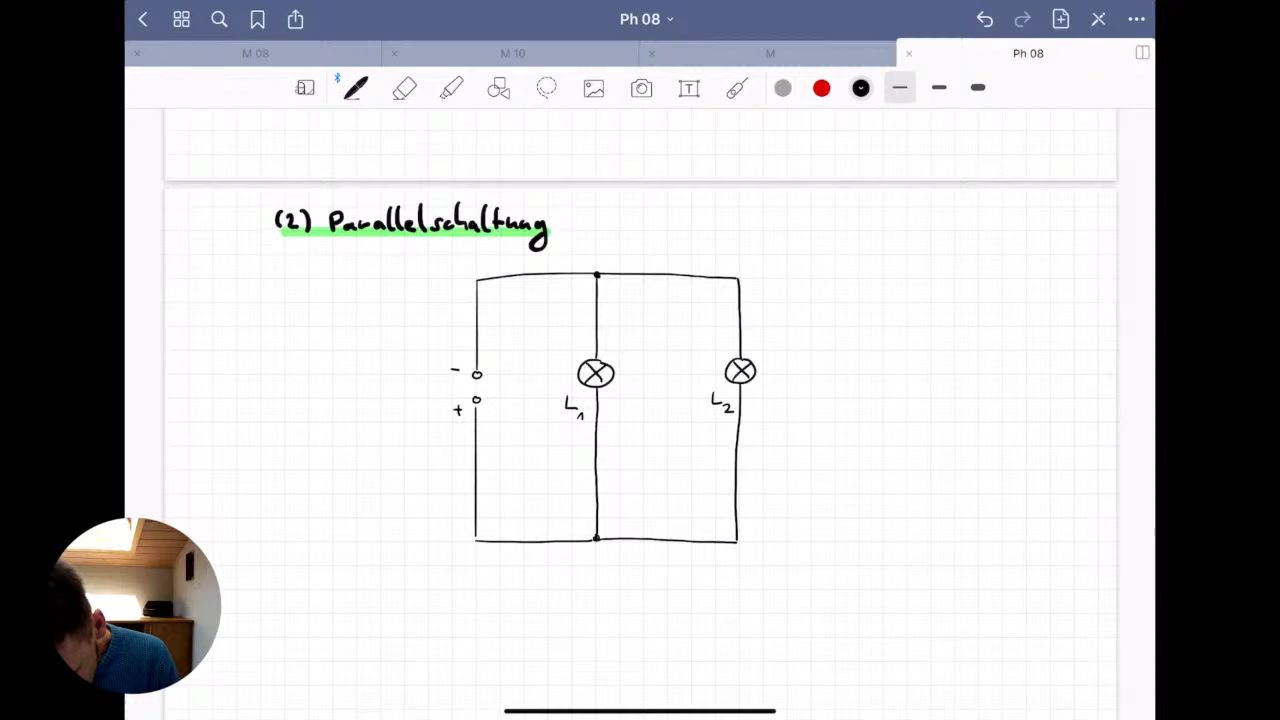 Ph 08
M 08
M 10
M
Ph 08
T
(2) Parallelschaltung
-
+
L₁
L₂